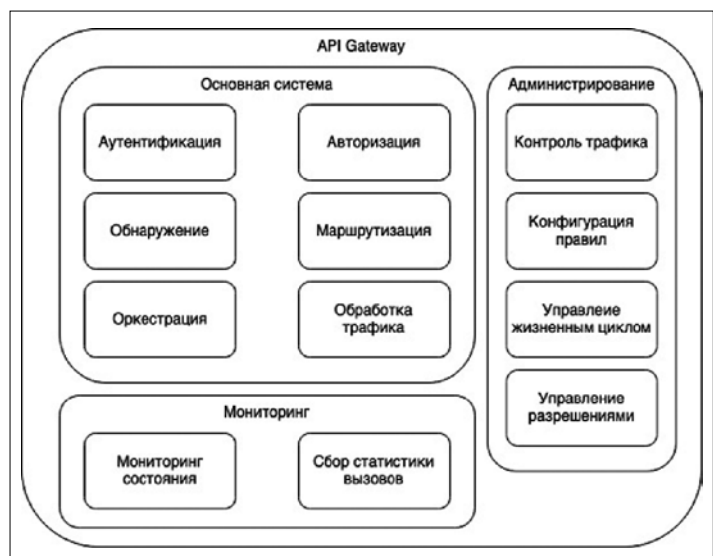 API Gateway
Основная система
Аутентификация
Авторизация
Обнаружение
Маршрутизация
Оркестрация
Обработка
трафика
Мониторинг
Мониторинг
состояния
Сбор статистики
вызовов
Администрирование
Контроль трафика
Конфигурация
правил
Управлеие
жизненным циклом
Управление
разрешениями